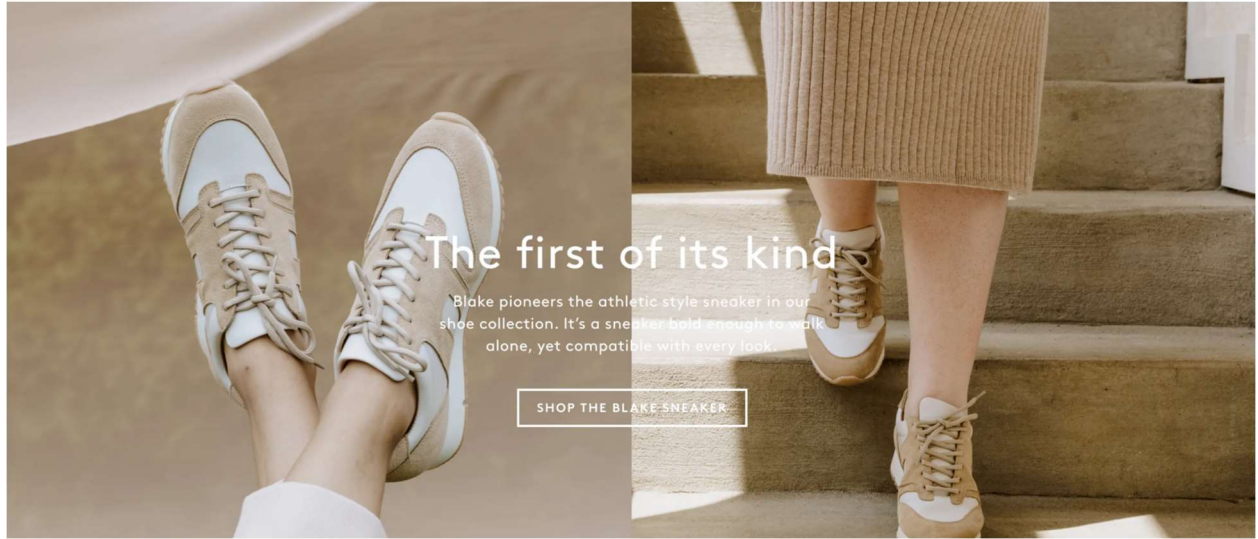 The first of its kind
Blake pioneers the athletic style sneaker in our
shoe collection. It's a sneaker bold enough to walk
alone, yet compatible with every look.
SHOP THE BLAKE SNEAKER